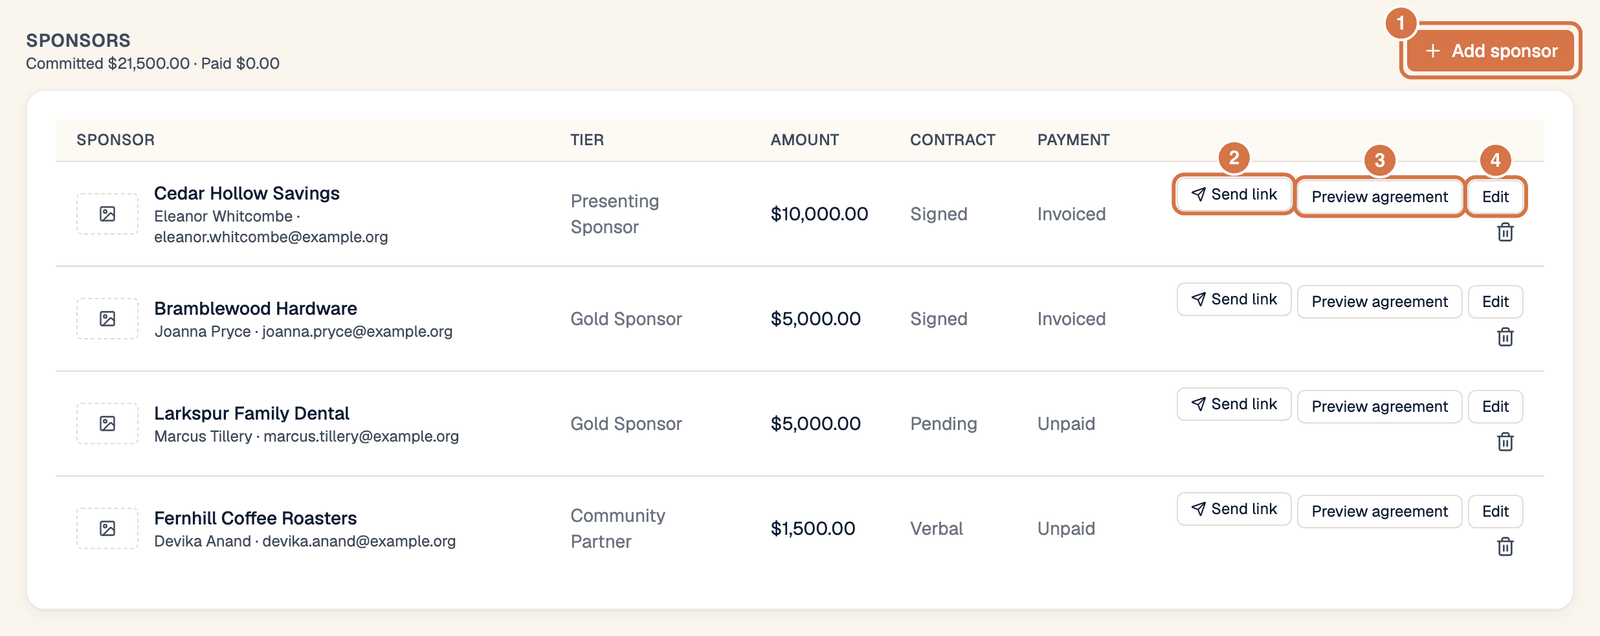 SPONSORS
Committed $21,500.00 · Paid $0.00
1
Add sponsor
SPONSOR TIER AMOUNT CONTRACT PAYMENT
2 3 4
Cedar Hollow Savings
Eleanor Whitcombe ·
eleanor.whitcombe@example.org
Presenting
Sponsor
$10,000.00
Signed
Invoiced
Send link
Preview agreement
Edit
Bramblewood Hardware
Joanna Pryce · joanna.pryce@example.org
Gold Sponsor
$5,000.00
Signed
Invoiced
Send link
Preview agreement
Edit
Larkspur Family Dental
Marcus Tillery · marcus.tillery@example.org
Gold Sponsor
$5,000.00
Pending
Unpaid
Send link
Preview agreement
Edit
Fernhill Coffee Roasters
Devika Anand · devika.anand@example.org
Community
Partner
$1,500.00
Verbal
Unpaid
Send link
Preview agreement
Edit